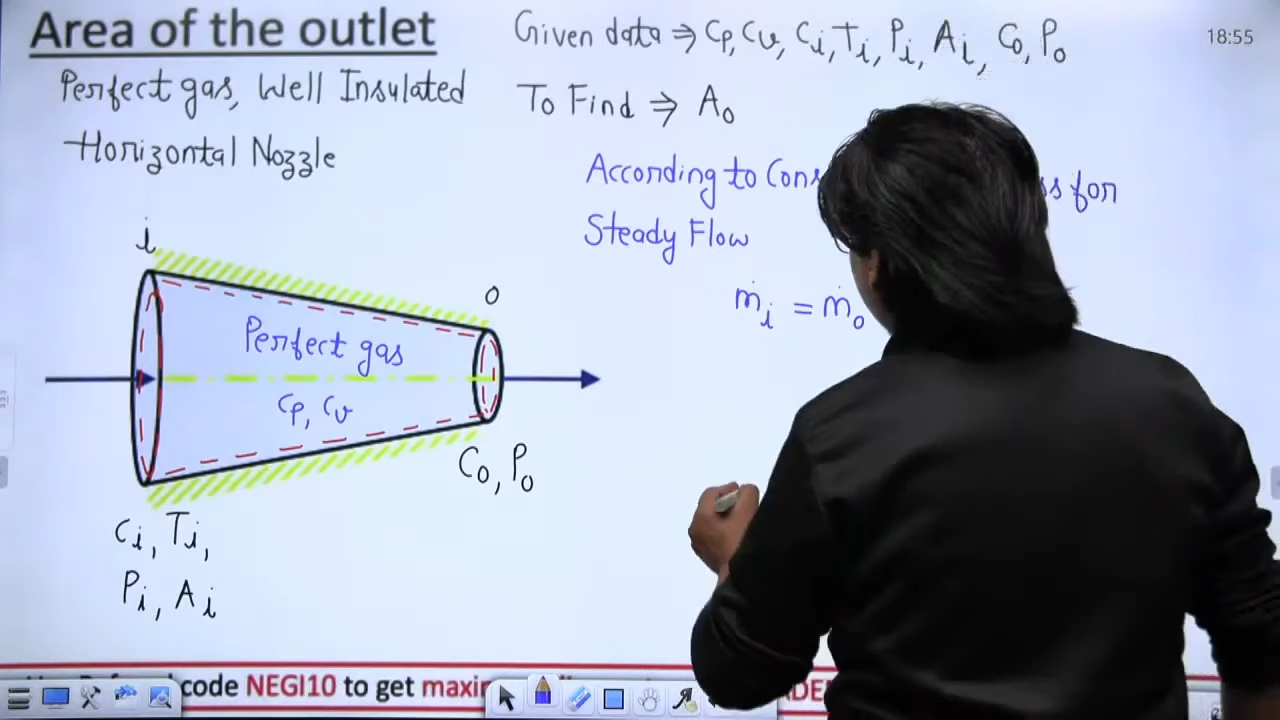 Area of the outlet
Perfect gas, Well Insulated
Horizontal Nozzle
Given data ⇒ Cp, Cv, Ci, Ti, Pi, Ai, Co, Po
18:55
To Find ⇒ Ao
According to for
Steady Flow
ṁi = ṁo
i
o
Perfect gas
Cp, Cv
Co, Po
Ci, Ti,
Pi, Ai
code NEGI10 to get